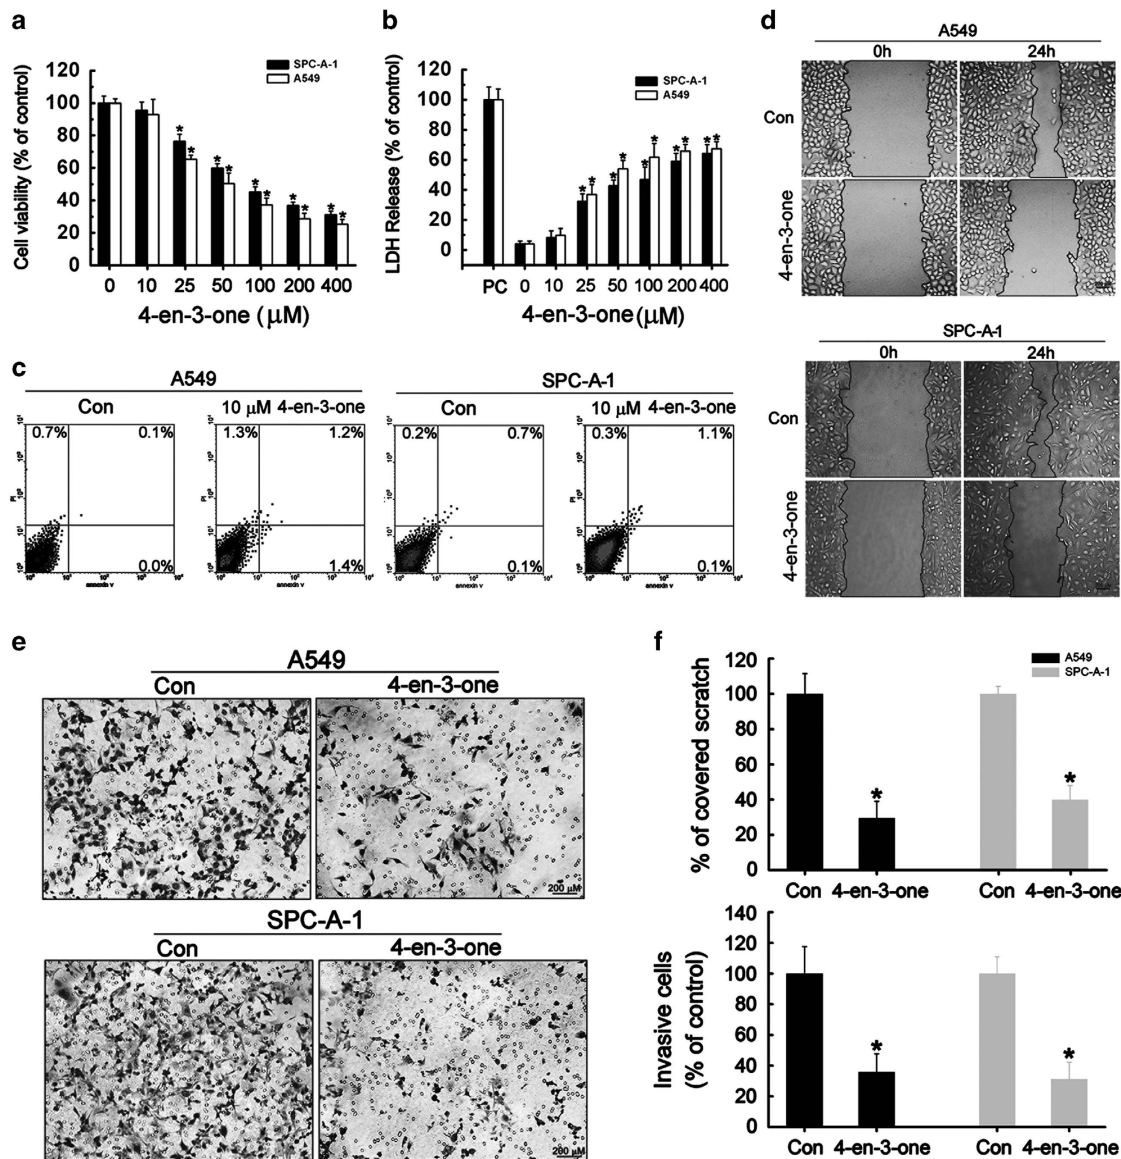 a
Cell viability (% of control)
120
100
80
60
40
20
0
SPC-A-1
A549
* * * * * * * * * *
0 10 25 50 100 200 400
4-en-3-one (μM)
b
LDH Release (% of control)
120
100
80
60
40
20
0
SPC-A-1
A549
* * * * * * * * * *
PC 0 10 25 50 100 200 400
4-en-3-one(μM)
c
A549
Con
10 μM 4-en-3-one
0.7% 0.1%
0.0%
1.3% 1.2%
1.4%
PI
annexin v
SPC-A-1
Con
10 μM 4-en-3-one
0.2% 0.7%
0.1%
0.3% 1.1%
0.1%
PI
annexin v
d
A549
0h 24h
Con
4-en-3-one
SPC-A-1
0h 24h
Con
4-en-3-one
e
A549
Con 4-en-3-one
200 μM
SPC-A-1
Con 4-en-3-one
200 μM
f
% of covered scratch
120
100
80
60
40
20
0
A549
SPC-A-1
* *
Con 4-en-3-one Con 4-en-3-one
Invasive cells
(% of control)
140
120
100
80
60
40
20
0
* *
Con 4-en-3-one Con 4-en-3-one